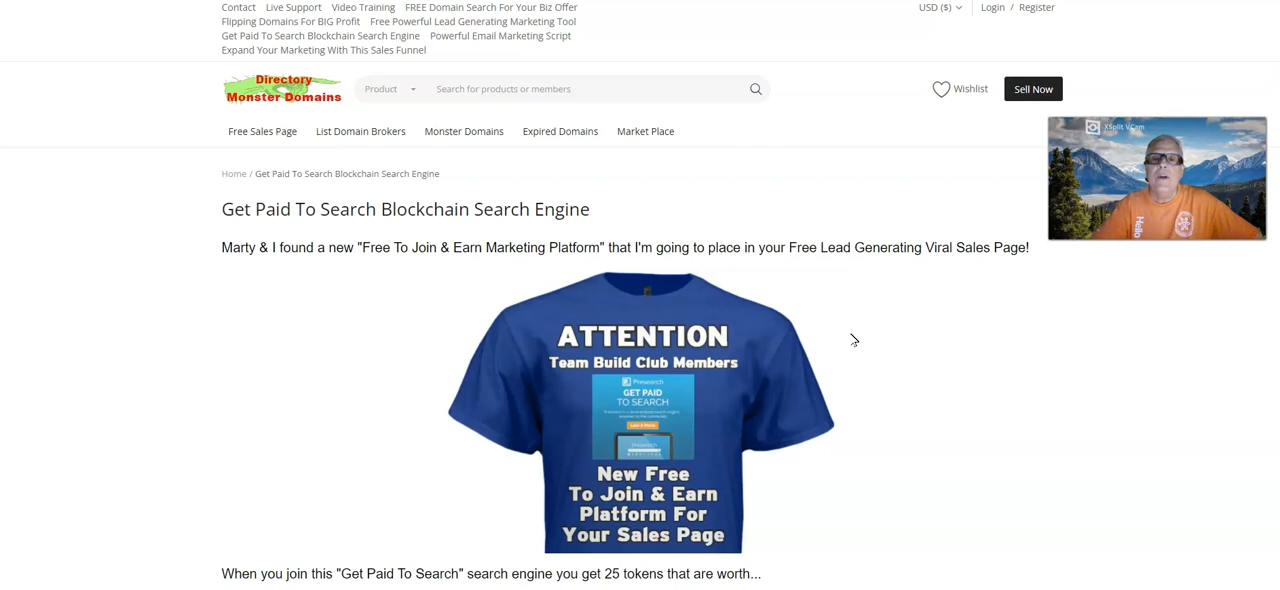 Contact Live Support Video Training FREE Domain Search For Your Biz Offer
Flipping Domains For BIG Profit Free Powerful Lead Generating Marketing Tool
Get Paid To Search Blockchain Search Engine Powerful Email Marketing Script
Expand Your Marketing With This Sales Funnel
USD ($) Login / Register
Directory
Monster Domains
Product Search for products or members
Wishlist Sell Now
Free Sales Page List Domain Brokers Monster Domains Expired Domains Market Place
XSplit VCam
Hello
Home / Get Paid To Search Blockchain Search Engine
Get Paid To Search Blockchain Search Engine
Marty & I found a new "Free To Join & Earn Marketing Platform" that I'm going to place in your Free Lead Generating Viral Sales Page!
ATTENTION
Team Build Club Members
Presearch
GET PAID
TO SEARCH
New Free
To Join & Earn
Platform For
Your Sales Page
When you join this "Get Paid To Search" search engine you get 25 tokens that are worth...